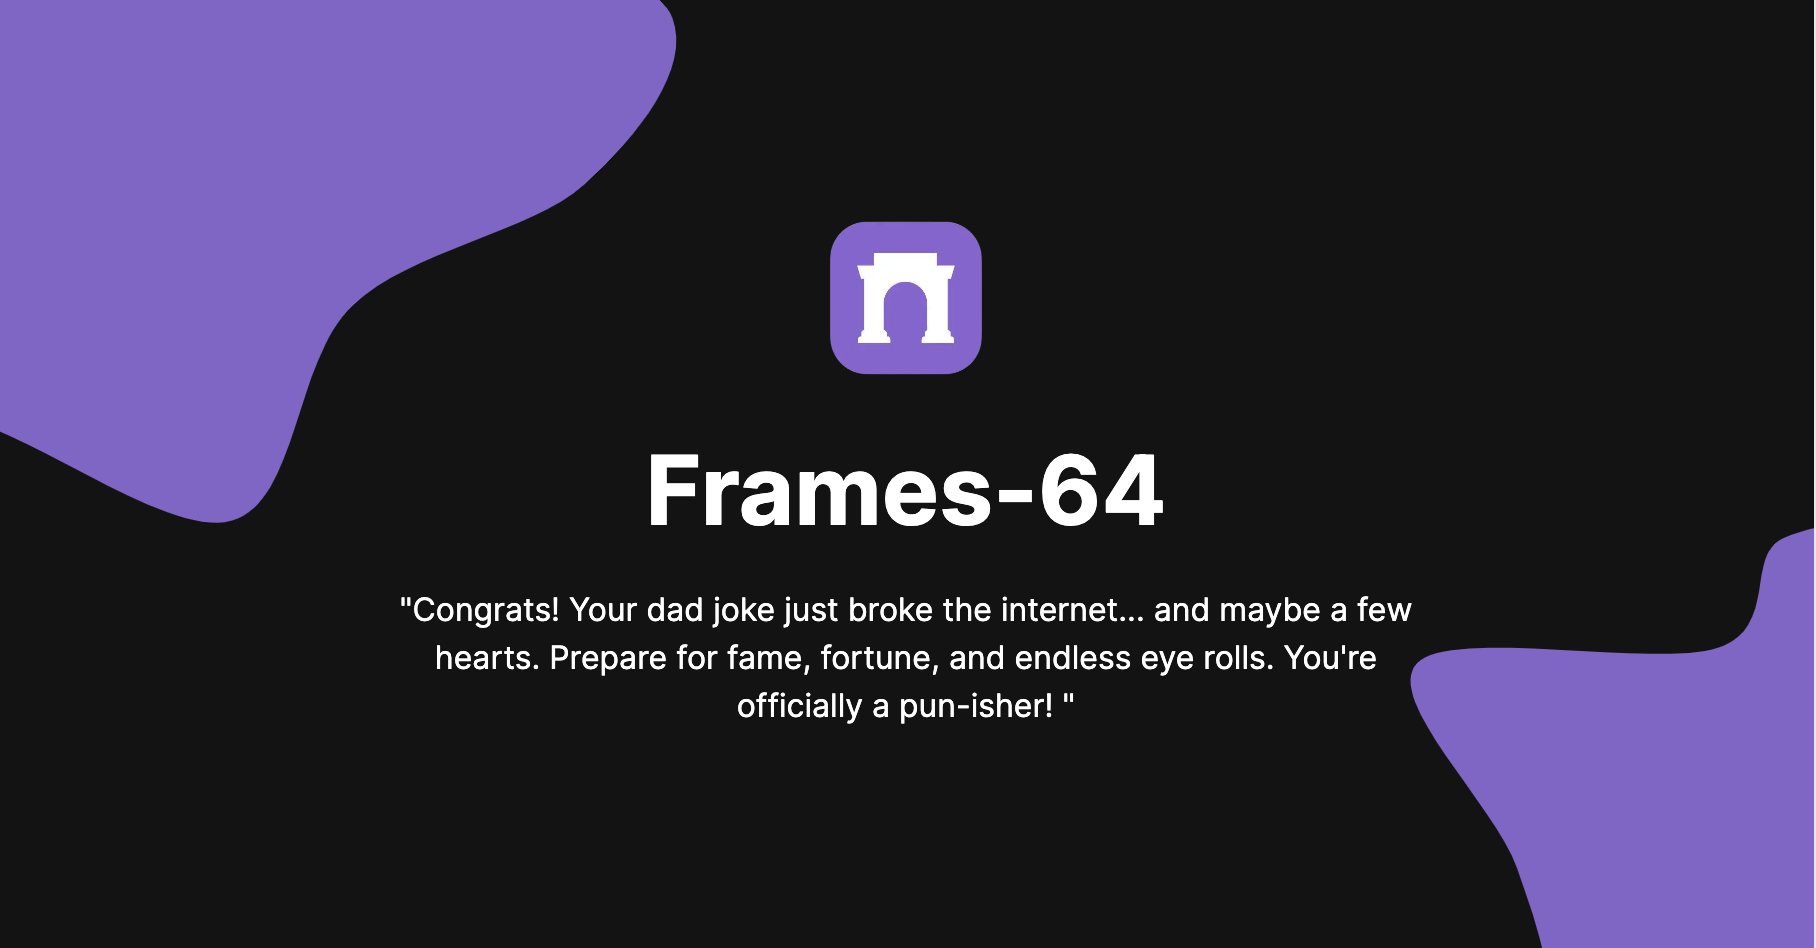 Frames-64
"Congrats! Your dad joke just broke the internet... and maybe a few
hearts. Prepare for fame, fortune, and endless eye rolls. You're
officially a pun-isher! "